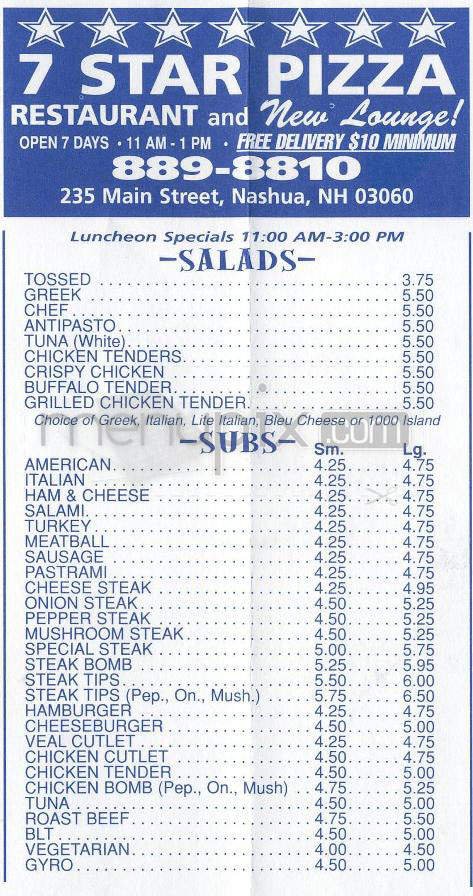 7 STAR PIZZA
RESTAURANT and New Lounge!
OPEN 7 DAYS • 11 AM - 1 PM • FREE DELIVERY $10 MINIMUM
889-8810
235 Main Street, Nashua, NH 03060
Luncheon Specials 11:00 AM-3:00 PM
-SALADS-
TOSSED 3.75
GREEK 5.50
CHEF 5.50
ANTIPASTO 5.50
TUNA (White) 5.50
CHICKEN TENDERS 5.50
CRISPY CHICKEN 5.50
BUFFALO TENDER 5.50
GRILLED CHICKEN TENDER 5.50
Choice of Greek, Italian, Lite Italian, Bleu Cheese or 1000 Island
menupix.com
-SUBS- Sm. Lg.
AMERICAN 4.25 4.75
ITALIAN 4.25 4.75
HAM & CHEESE 4.25 4.75
SALAMI 4.25 4.75
TURKEY 4.25 4.75
MEATBALL 4.25 4.75
SAUSAGE 4.25 4.75
PASTRAMI 4.25 4.75
CHEESE STEAK 4.25 4.95
ONION STEAK 4.50 5.25
PEPPER STEAK 4.50 5.25
MUSHROOM STEAK 4.50 5.25
SPECIAL STEAK 5.00 5.75
STEAK BOMB 5.25 5.95
STEAK TIPS 5.50 6.00
STEAK TIPS (Pep., On., Mush.) 5.75 6.50
HAMBURGER 4.25 4.75
CHEESEBURGER 4.50 5.00
VEAL CUTLET 4.25 4.75
CHICKEN CUTLET 4.50 4.75
CHICKEN TENDER 4.50 5.00
CHICKEN BOMB (Pep., On., Mush) 4.75 5.25
TUNA 4.50 5.00
ROAST BEEF 4.75 5.50
BLT 4.50 5.00
VEGETARIAN 4.00 4.50
GYRO 4.50 5.00